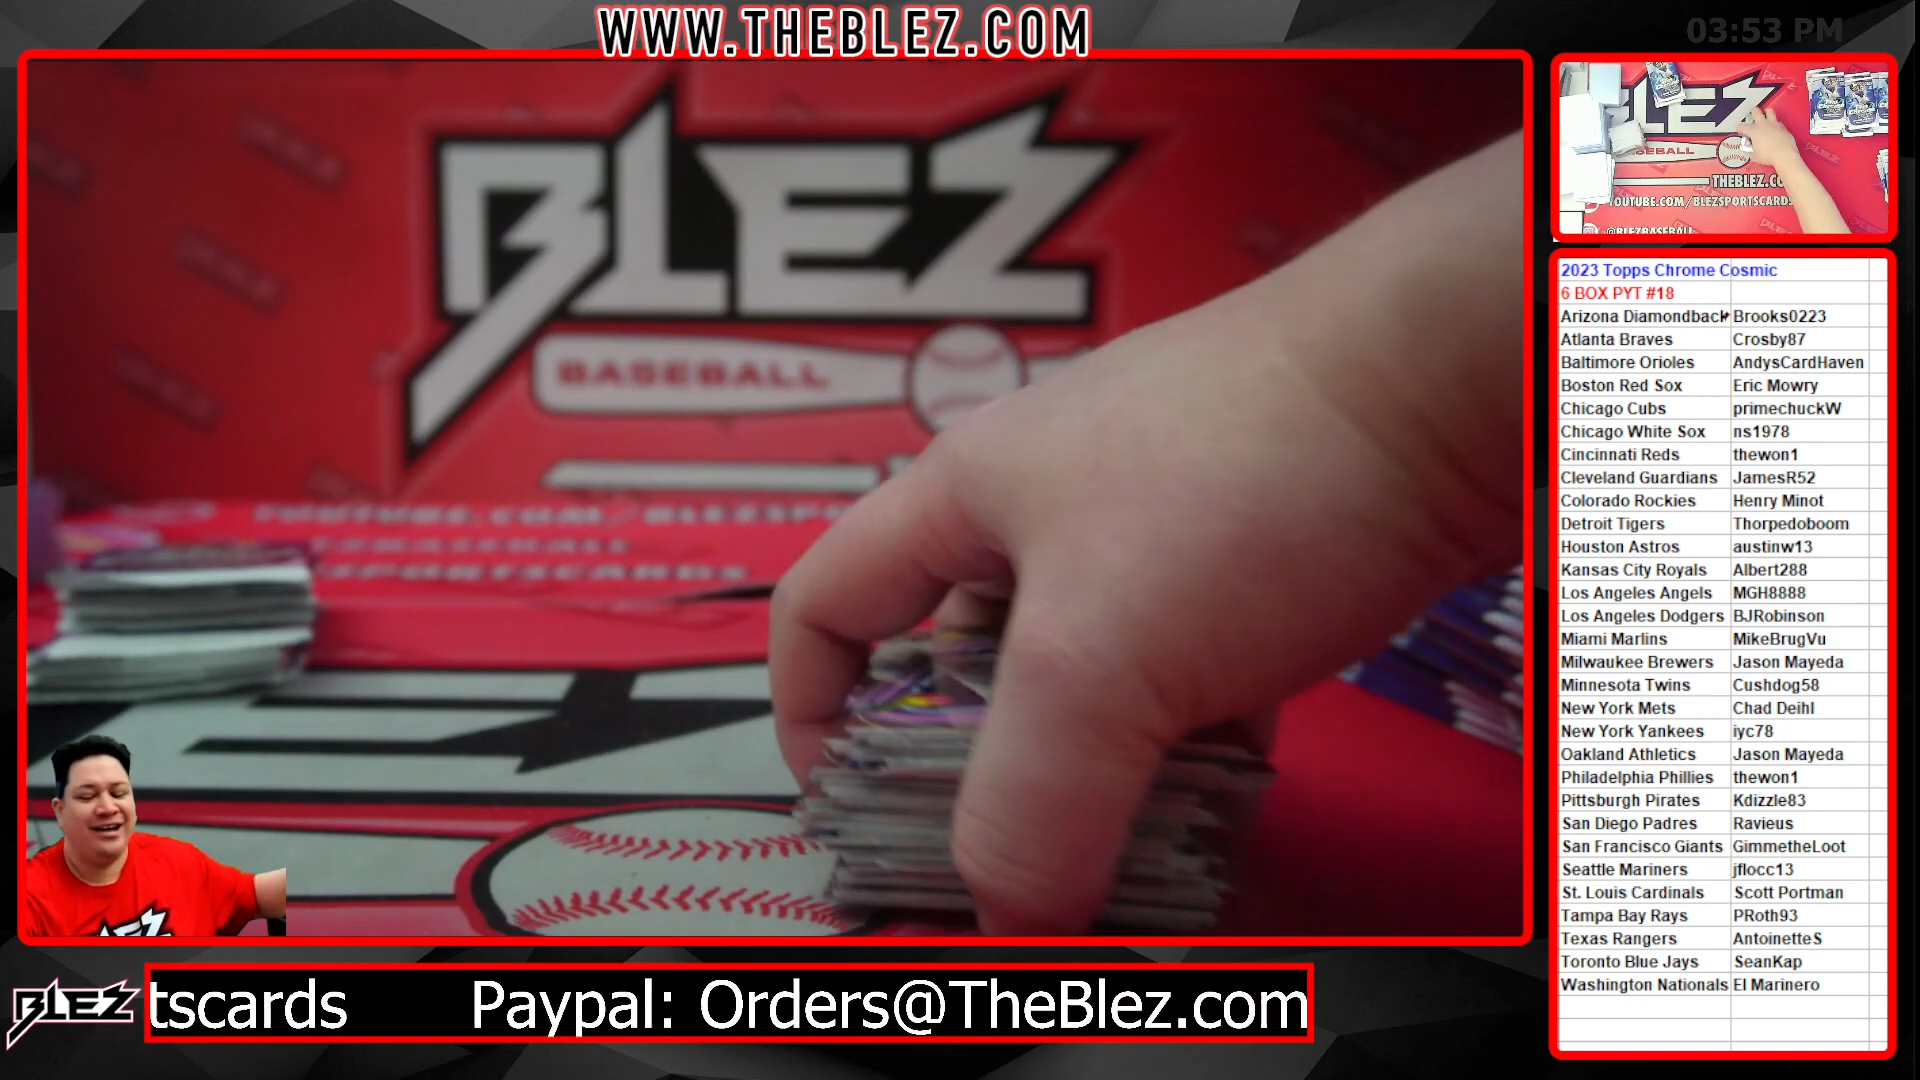 WWW.THEBLEZ.COM
03:53 PM
BLEZ
BASEBALL
BLEZ
BASEBALL
THEBLEZ.CO
YOUTUBE.COM/BLEZSPORTSCARDS
@BLEZBASEBALL
2023 Topps Chrome Cosmic
6 BOX PYT #18
Arizona Diamondback Brooks0223
Atlanta Braves Crosby87
Baltimore Orioles AndysCardHaven
Boston Red Sox Eric Mowry
Chicago Cubs primechuckW
Chicago White Sox ns1978
Cincinnati Reds thewon1
Cleveland Guardians JamesR52
Colorado Rockies Henry Minot
Detroit Tigers Thorpedoboom
Houston Astros austinw13
Kansas City Royals Albert288
Los Angeles Angels MGH8888
Los Angeles Dodgers BJRobinson
Miami Marlins MikeBrugVu
Milwaukee Brewers Jason Mayeda
Minnesota Twins Cushdog58
New York Mets Chad Deihl
New York Yankees iyc78
Oakland Athletics Jason Mayeda
Philadelphia Phillies thewon1
Pittsburgh Pirates Kdizzle83
San Diego Padres Ravieus
San Francisco Giants GimmetheLoot
Seattle Mariners jflocc13
St. Louis Cardinals Scott Portman
Tampa Bay Rays PRoth93
Texas Rangers AntoinetteS
Toronto Blue Jays SeanKap
Washington Nationals El Marinero
BLEZ
tscards Paypal: Orders@TheBlez.com